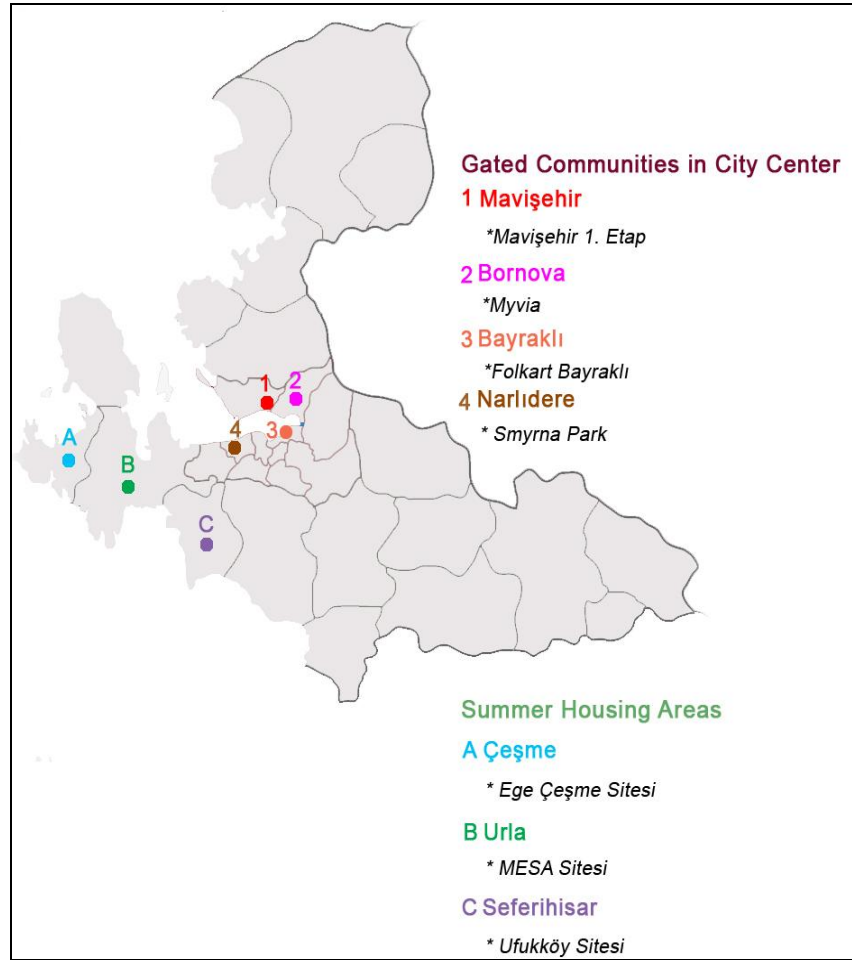 Gated Communities in City Center
1 Mavişehir
*Mavişehir 1. Etap
2 Bornova
*Myvia
3 Bayraklı
*Folkart Bayraklı
4 Narlıdere
* Smyrna Park
1
2
3
4
A
B
C
Summer Housing Areas
A Çeşme
* Ege Çeşme Sitesi
B Urla
* MESA Sitesi
C Seferihisar
* Ufukköy Sitesi